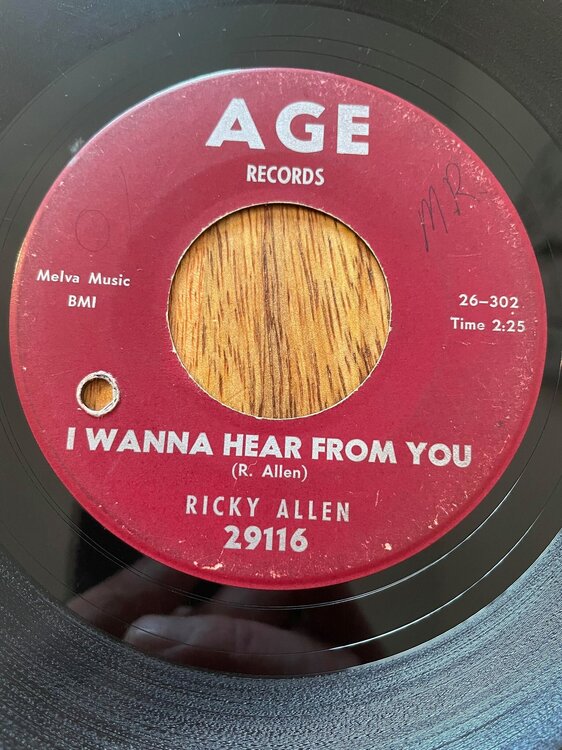 AGE
RECORDS
M.R.
Melva Music
BMI
26-302
Time 2:25
I WANNA HEAR FROM YOU
(R. Allen)
RICKY ALLEN
29116